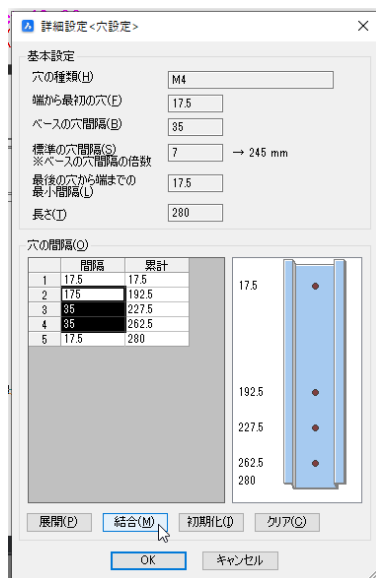 詳細設定<穴設定>
基本設定
穴の種類(H) M4
端から最初の穴(F) 17.5
ベースの穴間隔(B) 35
標準の穴間隔(S) 7 → 245 mm
※ベースの穴間隔の倍数
最後の穴から端までの
最小間隔(L) 17.5
長さ(T) 280
穴の間隔(O)
間隔 累計
1 17.5 17.5
2 175 192.5
3 35 227.5
4 35 262.5
5 17.5 280
17.5
192.5
227.5
262.5
280
展開(P) 結合(M) 初期化(I) クリア(C)
OK キャンセル